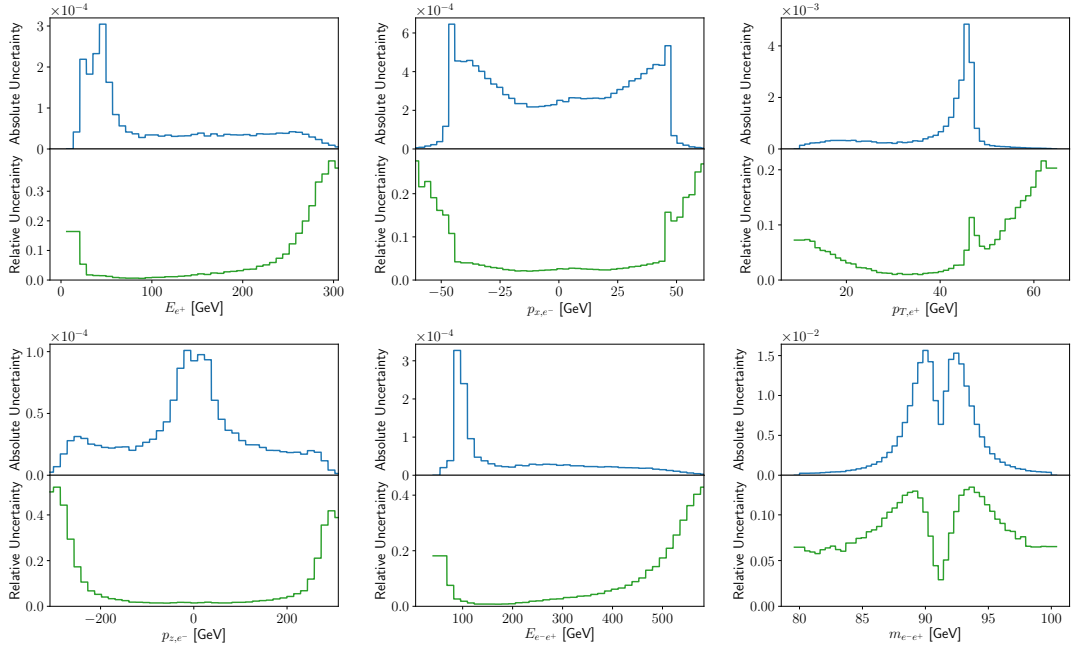 ×10⁻⁴ ×10⁻⁴ ×10⁻³
Absolute Uncertainty 3 2 1 0
Absolute Uncertainty 6 4 2 0
Absolute Uncertainty 4 2 0
Relative Uncertainty 0.3 0.2 0.1 0.0
Relative Uncertainty 0.2 0.1 0.0
Relative Uncertainty 0.2 0.1 0.0
0 100 200 300
E_{e⁺} [GeV]
−50 −25 0 25 50
p_{x,e⁻} [GeV]
20 40 60
p_{T,e⁺} [GeV]
×10⁻⁴ ×10⁻⁴ ×10⁻²
Absolute Uncertainty 1.0 0.5 0.0
Absolute Uncertainty 3 2 1 0
Absolute Uncertainty 1.5 1.0 0.5 0.0
Relative Uncertainty 0.4 0.2 0.0
Relative Uncertainty 0.4 0.2 0.0
Relative Uncertainty 0.10 0.05 0.00
−200 0 200
p_{z,e⁻} [GeV]
100 200 300 400 500
E_{e⁻e⁺} [GeV]
80 85 90 95 100
m_{e⁻e⁺} [GeV]